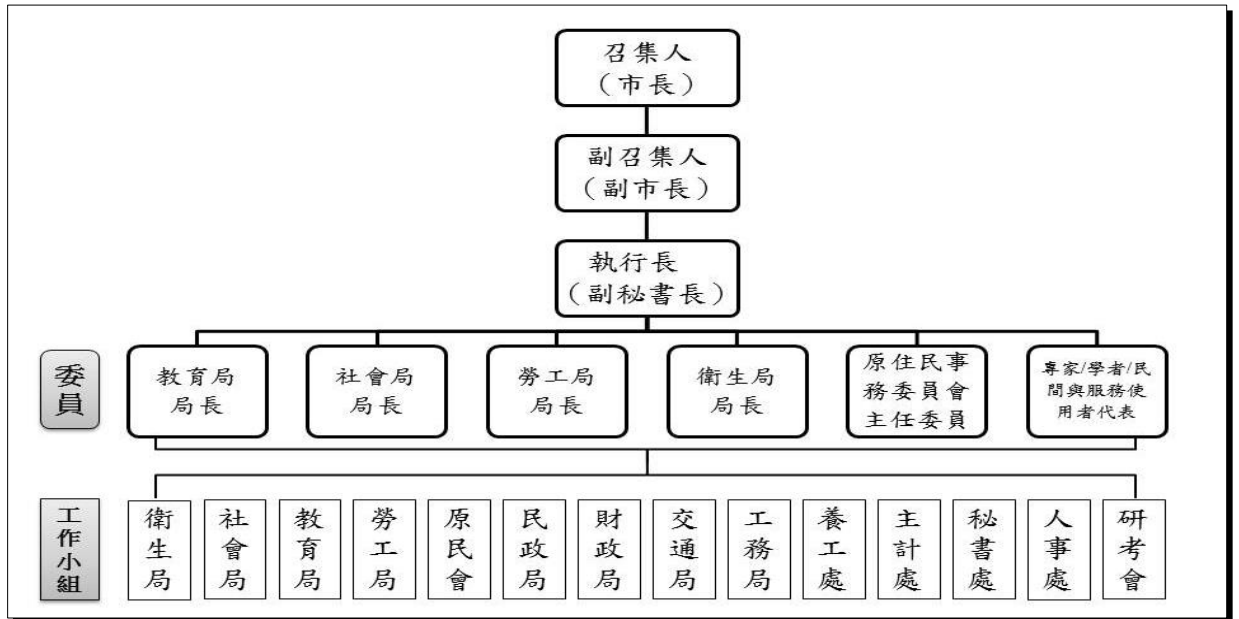 召集人
（市長）
副召集人
（副市長）
執行長
（副秘書長）
委員
教育局
局長
社會局
局長
勞工局
局長
衛生局
局長
原住民事
務委員會
主任委員
專家/學者/民
間與服務使
用者代表
工作小組
衛生局
社會局
教育局
勞工局
原民會
民政局
財政局
交通局
工務局
養工處
主計處
秘書處
人事處
研考會